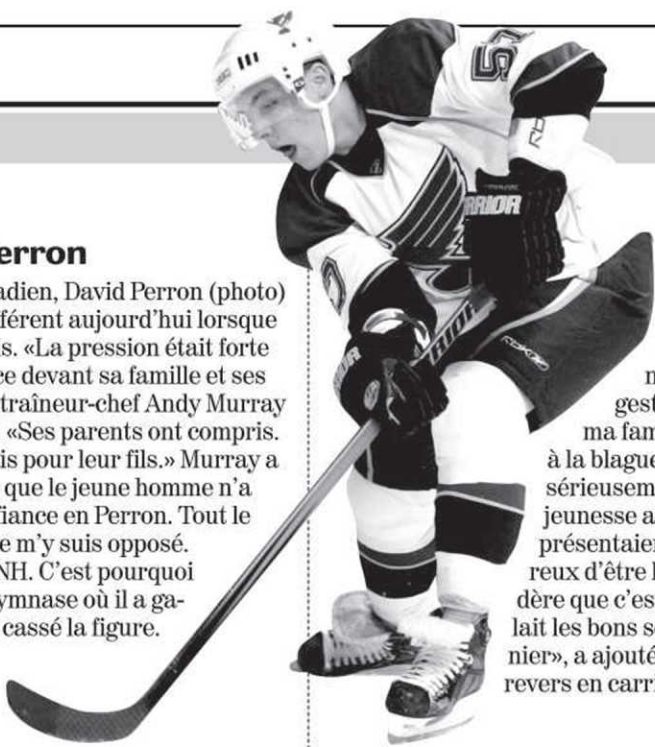 erron
adien, David Perron (photo)
férent aujourd'hui lorsque
s. «La pression était forte
ce devant sa famille et ses
traîneur-chef Andy Murray
«Ses parents ont compris.
is pour leur fils.» Murray a
que le jeune homme n'a
fiance en Perron. Tout le
e m'y suis opposé.
NH. C'est pourquoi
ymnase où il a ga-
cassé la figure.
57
WARRIOR
n
gest
ma fam
à la blague
sérieusem
jeunesse a
présentaien
reux d'être l
dère que c'es
lait les bons s
nier», a ajouté
revers en carri